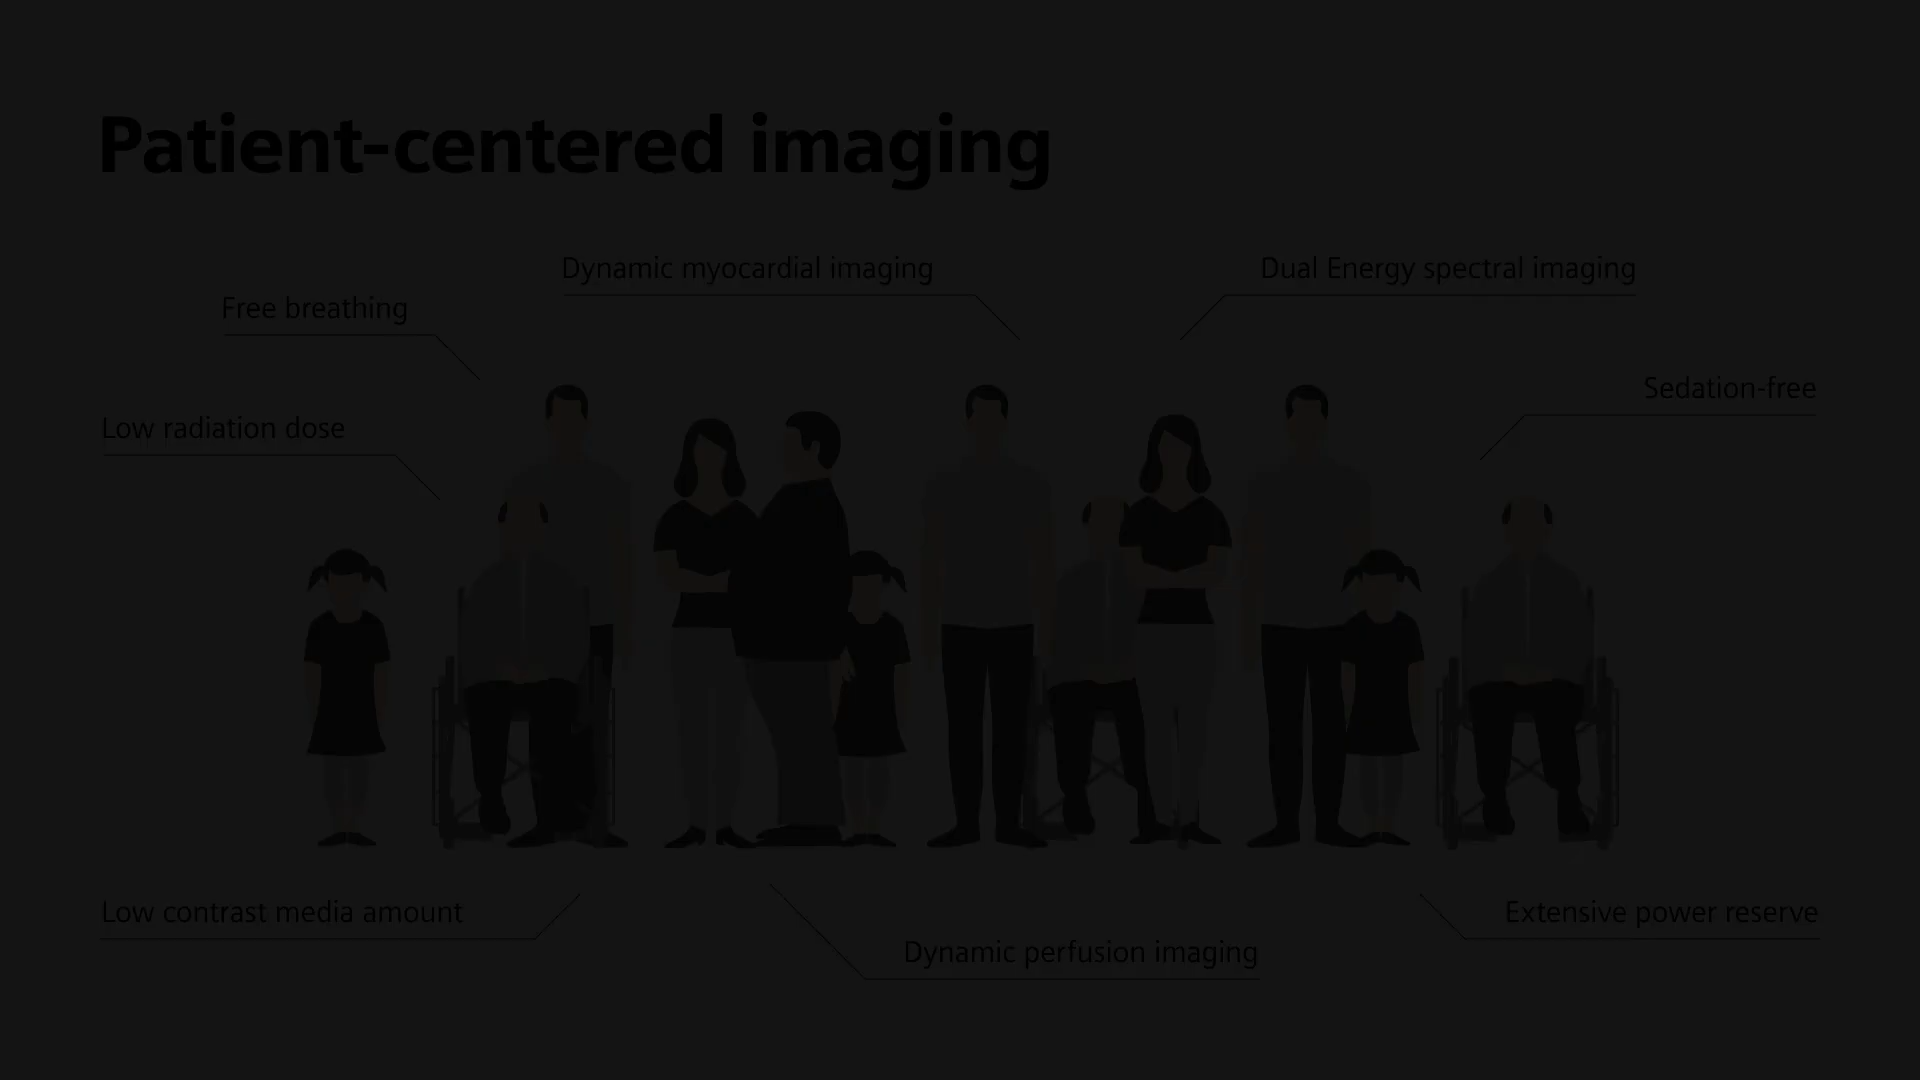 Patient-centered imaging
Dynamic myocardial imaging
Dual Energy spectral imaging
Free breathing
Sedation-free
Low radiation dose
Low contrast media amount
Extensive power reserve
Dynamic perfusion imaging